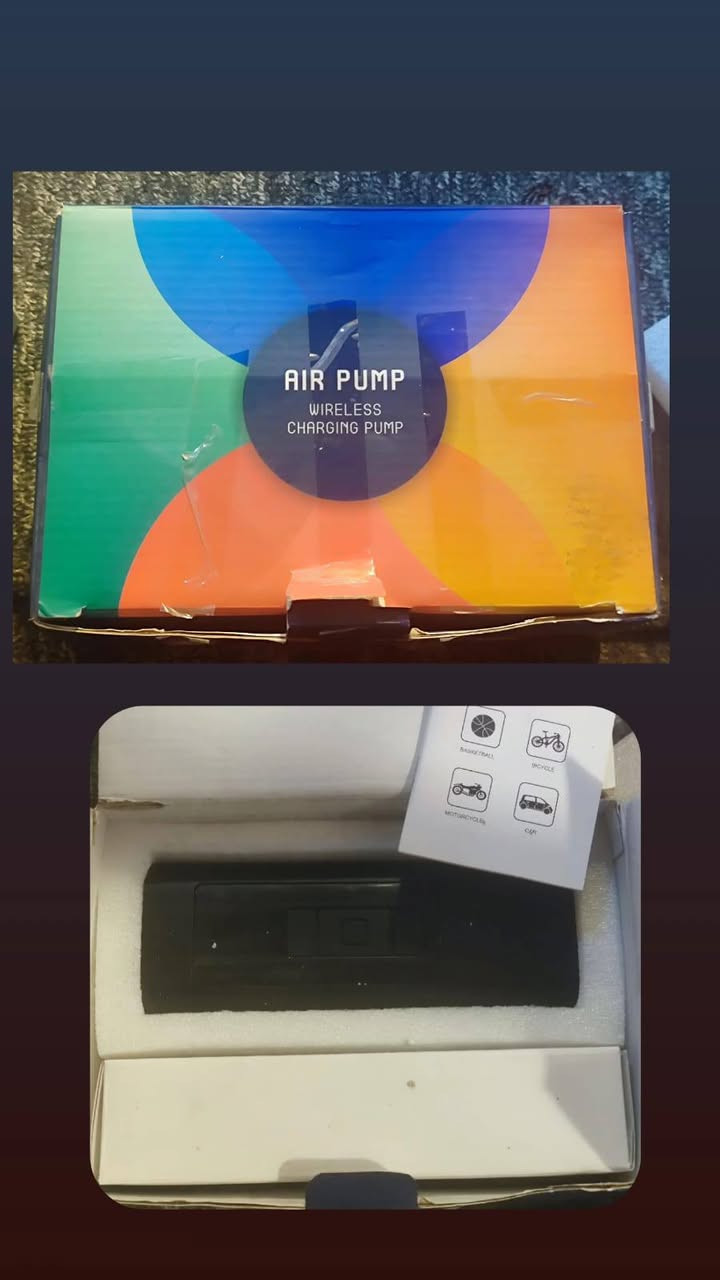 AIR PUMP
WIRELESS
CHARGING PUMP
BASKETBALL
BICYCLE
MOTORCYCLE
CAR